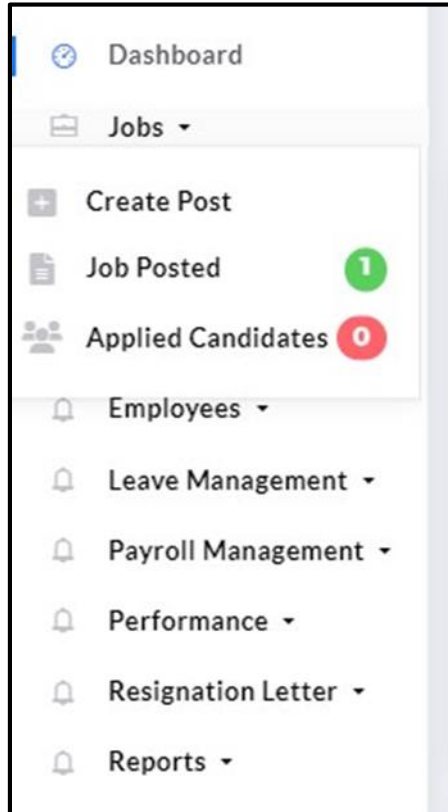 Dashboard
Jobs
Create Post
Job Posted 1
Applied Candidates 0
Employees
Leave Management
Payroll Management
Performance
Resignation Letter
Reports